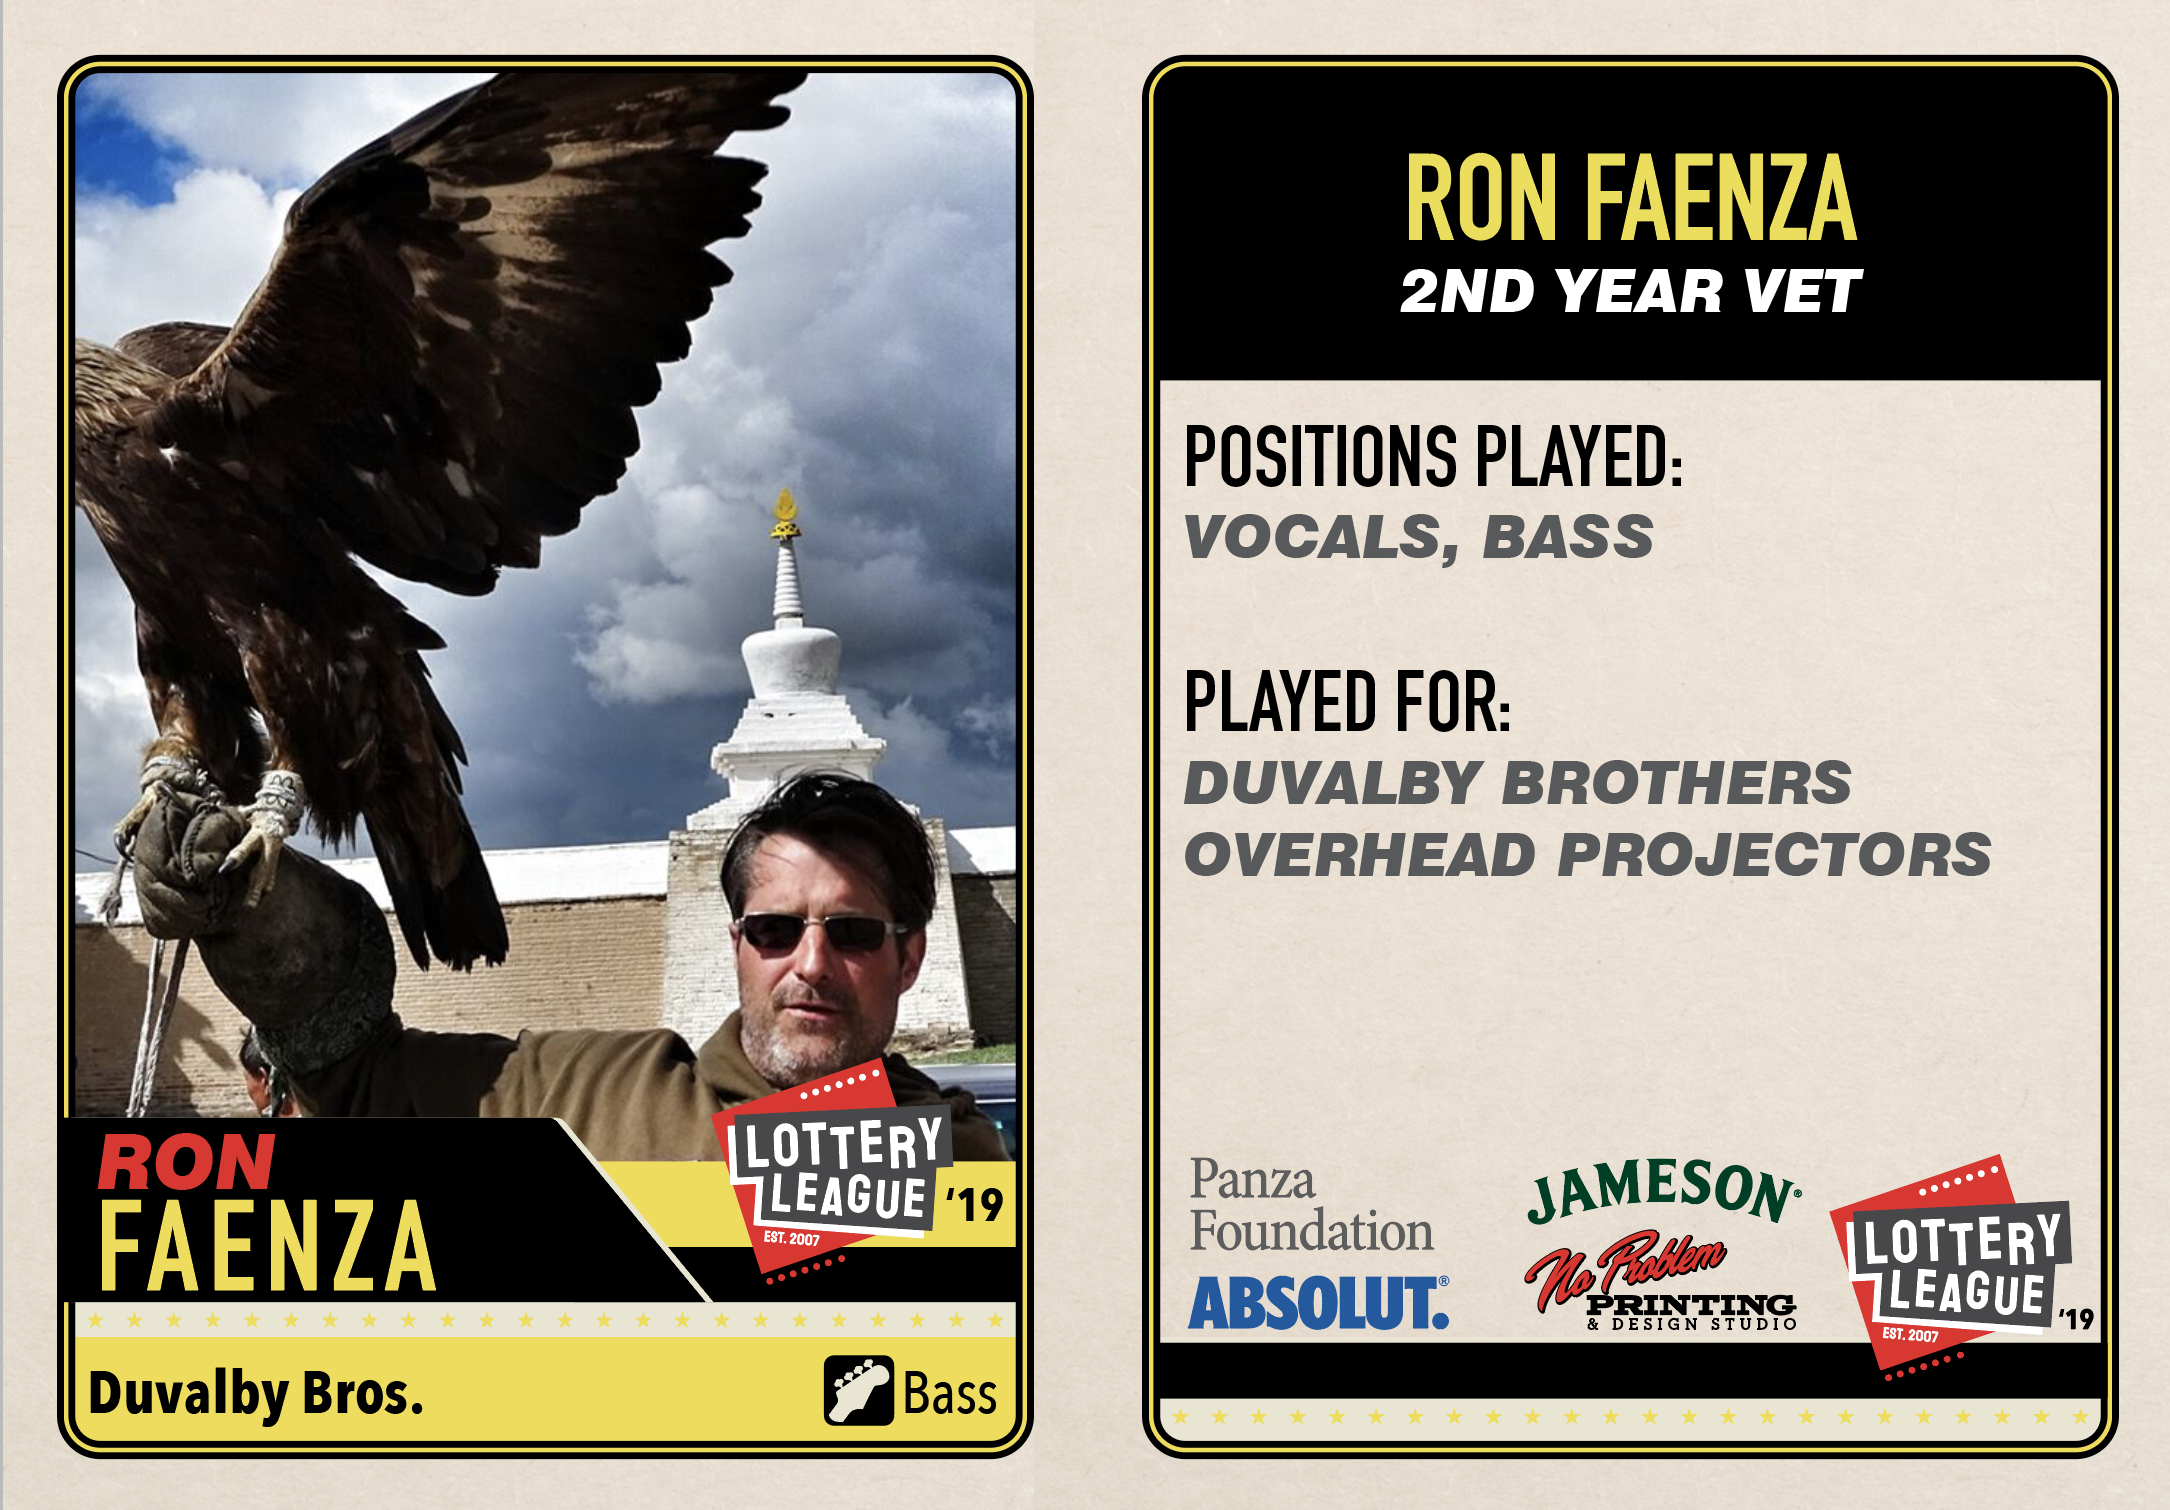 RON
FAENZA
LOTTERY
LEAGUE
EST. 2007
'19
Duvalby Bros.
Bass
RON FAENZA
2ND YEAR VET
POSITIONS PLAYED:
VOCALS, BASS
PLAYED FOR:
DUVALBY BROTHERS
OVERHEAD PROJECTORS
Panza
Foundation
ABSOLUT.®
JAMESON®
No Problem
PRINTING
& DESIGN STUDIO
LOTTERY
LEAGUE
EST. 2007
'19